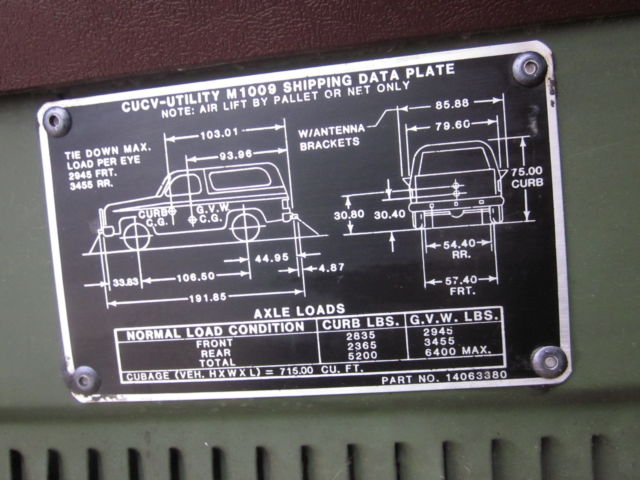 CUCV-UTILITY M1009 SHIPPING DATA PLATE
NOTE: AIR LIFT BY PALLET OR NET ONLY
TIE DOWN MAX.
LOAD PER EYE
2945 FRT.
3455 RR.
103.01
93.96
CURB C.G.
G.V.W. C.G.
33.83
106.50
44.95
4.87
191.85
W/ANTENNA
BRACKETS
85.88
79.60
75.00
CURB
30.80
30.40
54.40
RR.
57.40
FRT.
AXLE LOADS
NORMAL LOAD CONDITION CURB LBS. G.V.W. LBS.
FRONT 2835 2945
REAR 2365 3455
TOTAL 5200 6400 MAX.
CUBAGE (VEH. HXWXL) = 715.00 CU. FT.
PART NO. 14063380